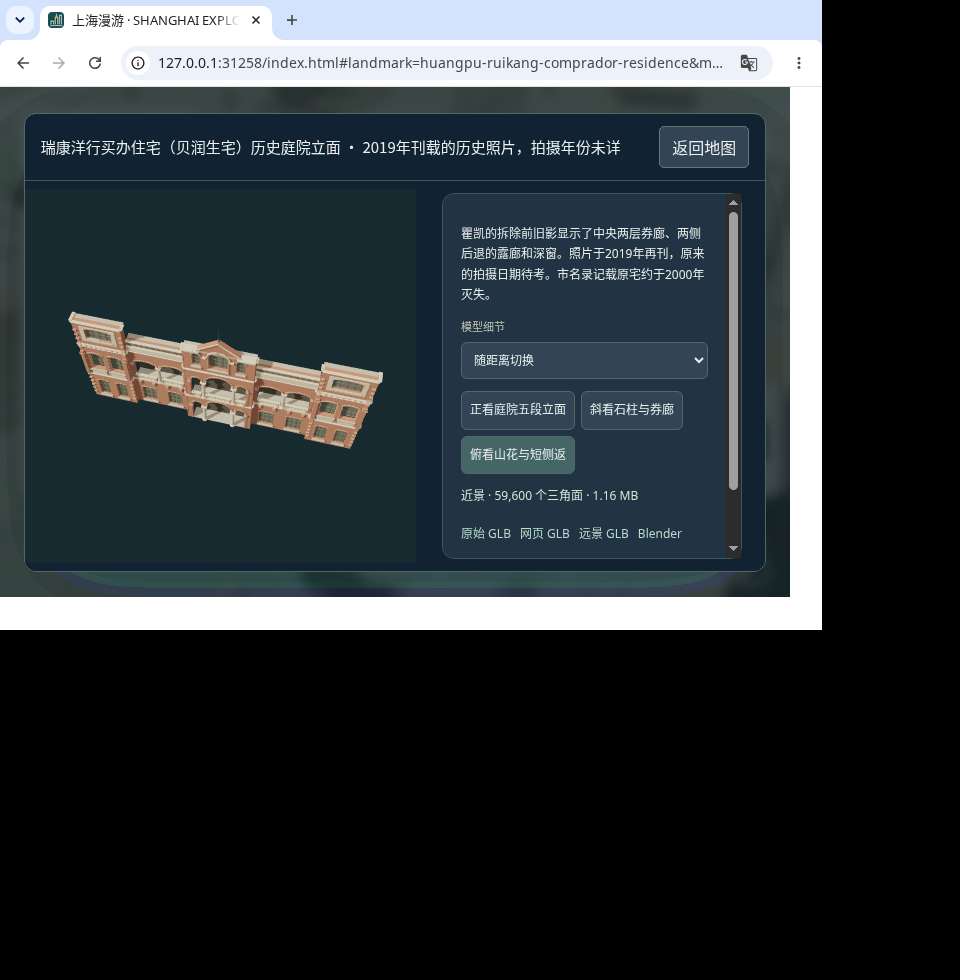 上海漫游 · SHANGHAI EXPLO
127.0.0.1:31258/index.html#landmark=huangpu-ruikang-comprador-residence&m...
瑞康洋行买办住宅（贝润生宅）历史庭院立面 · 2019年刊载的历史照片，拍摄年份未详
返回地图
瞿凯的拆除前旧影显示了中央两层券廊、两侧
后退的露廊和深窗。照片于2019年再刊，原来
的拍摄日期待考。市名录记载原宅约于2000年
灭失。
模型细节
随距离切换
正看庭院五段立面
斜看石柱与券廊
俯看山花与短侧返
近景 · 59,600 个三角面 · 1.16 MB
原始 GLB 网页 GLB 远景 GLB Blender